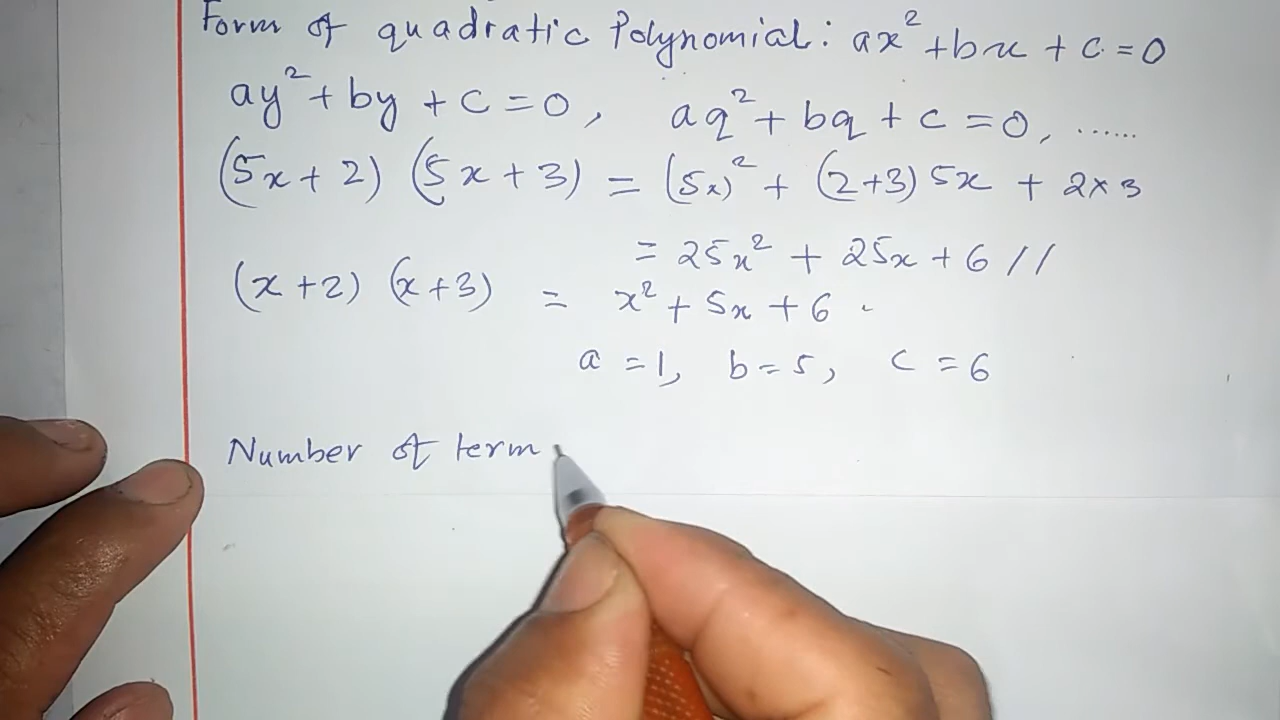 Form of quadratic Polynomial: ax² + bx + c = 0
ay² + by + c = 0, aq² + bq + c = 0, ......
(5x + 2) (5x + 3) = (5x)² + (2+3) 5x + 2 × 3
= 25x² + 25x + 6 //
(x + 2) (x + 3) = x² + 5x + 6 .
a = 1, b = 5, c = 6
Number of term